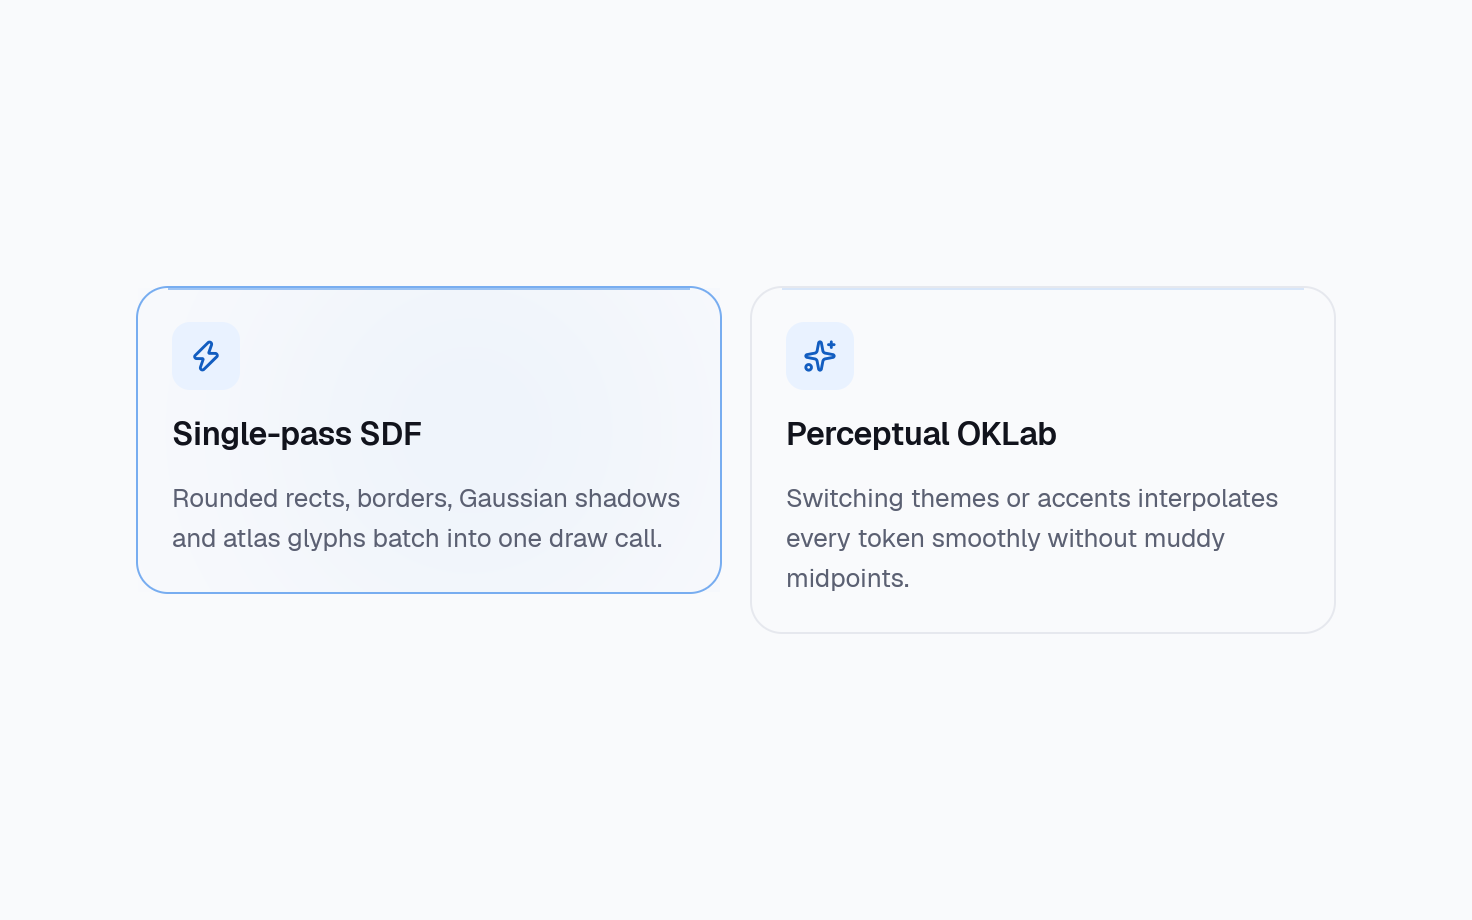 Single-pass SDF
Rounded rects, borders, Gaussian shadows
and atlas glyphs batch into one draw call.
Perceptual OKLab
Switching themes or accents interpolates
every token smoothly without muddy
midpoints.